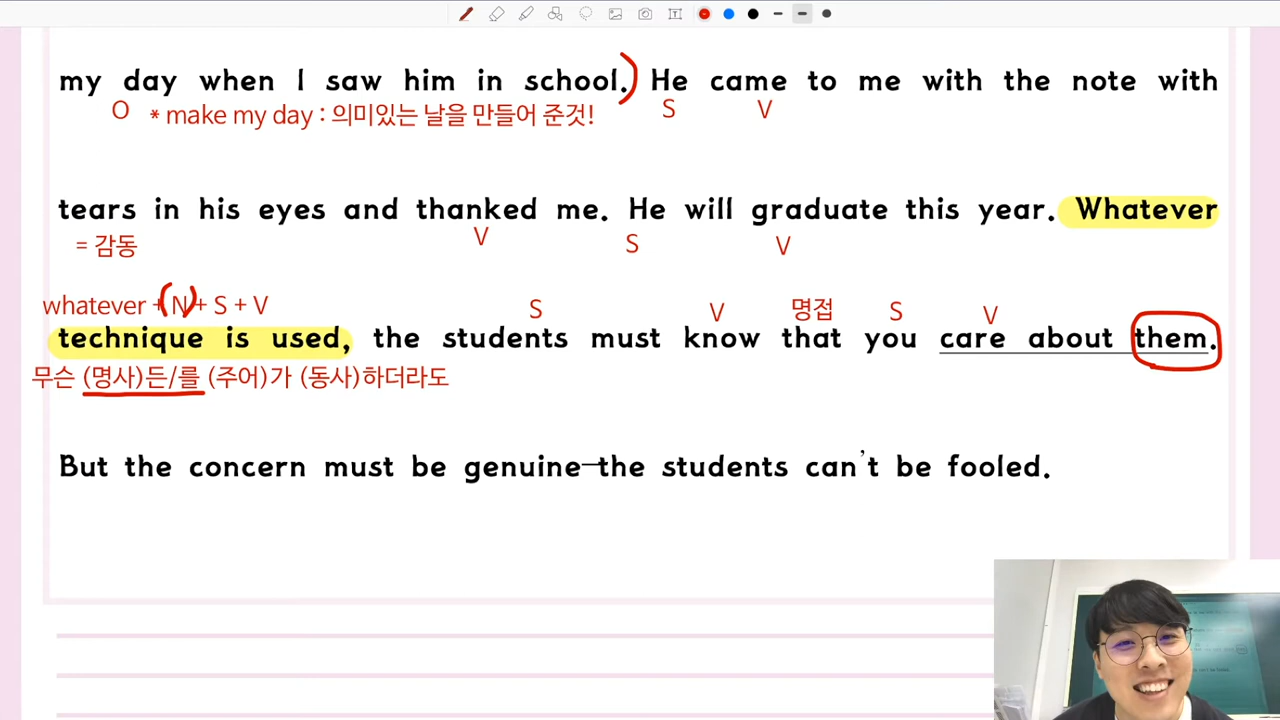 my day when I saw him in school.) He came to me with the note with
O * make my day : 의미있는 날을 만들어 준것! S V
tears in his eyes and thanked me. He will graduate this year. Whatever
= 감동 V S V
whatever + (N) + S + V S V 명접 S V
technique is used, the students must know that you care about them.
무슨 (명사)든/를 (주어)가 (동사)하더라도
But the concern must be genuine—the students can't be fooled.